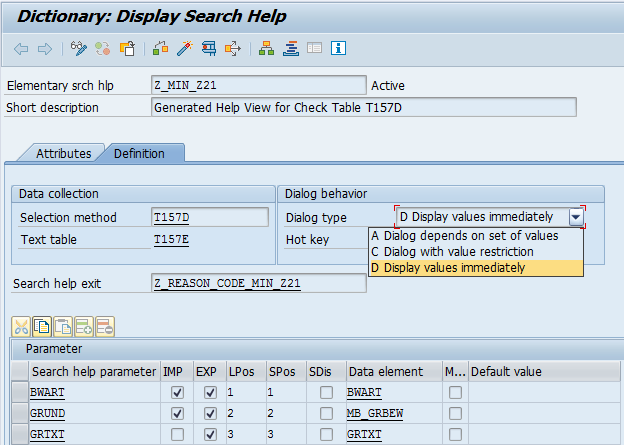 Dictionary: Display Search Help
Elementary srch hlp Z_MIN_Z21 Active
Short description Generated Help View for Check Table T157D
Attributes Definition
Data collection Dialog behavior
Selection method T157D Dialog type D Display values immediately
A Dialog depends on set of values
Text table T157E Hot key
C Dialog with value restriction
D Display values immediately
Search help exit Z_REASON_CODE_MIN_Z21
Parameter
Search help parameter IMP EXP LPos SPos SDis Data element M... Default value
BWART 1 1 BWART
GRUND 2 2 MB_GRBEW
GRTXT 3 3 GRTXT